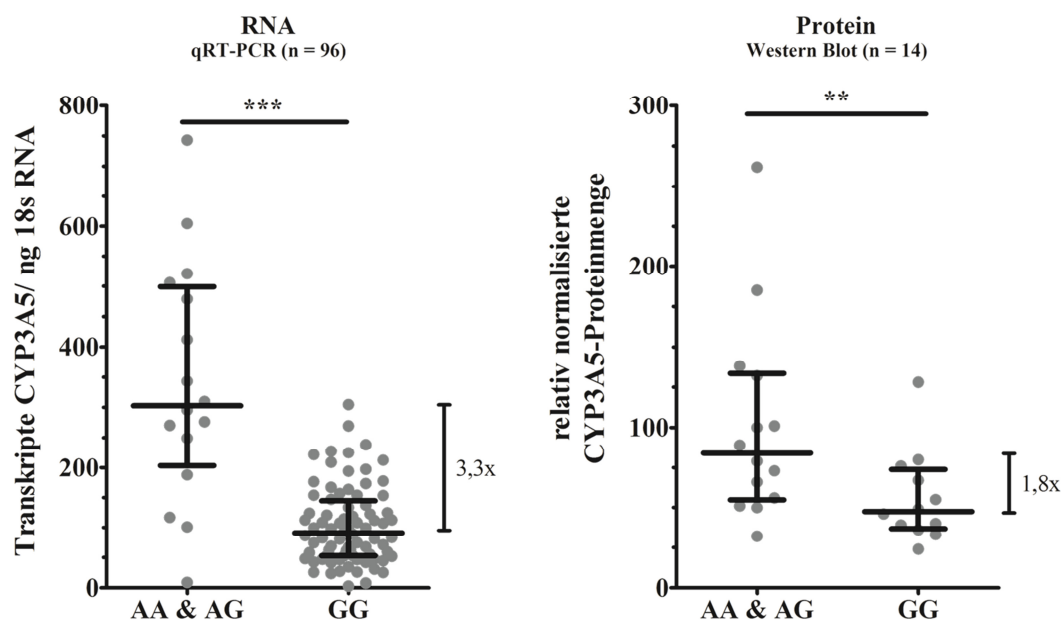 RNA
qRT-PCR (n = 96)
Transkripte CYP3A5/ ng 18s RNA
800
600
400
200
0
***
3,3x
AA & AG
GG
Protein
Western Blot (n = 14)
relativ normalisierte
CYP3A5-Proteinmenge
300
200
100
0
**
1,8x
AA & AG
GG